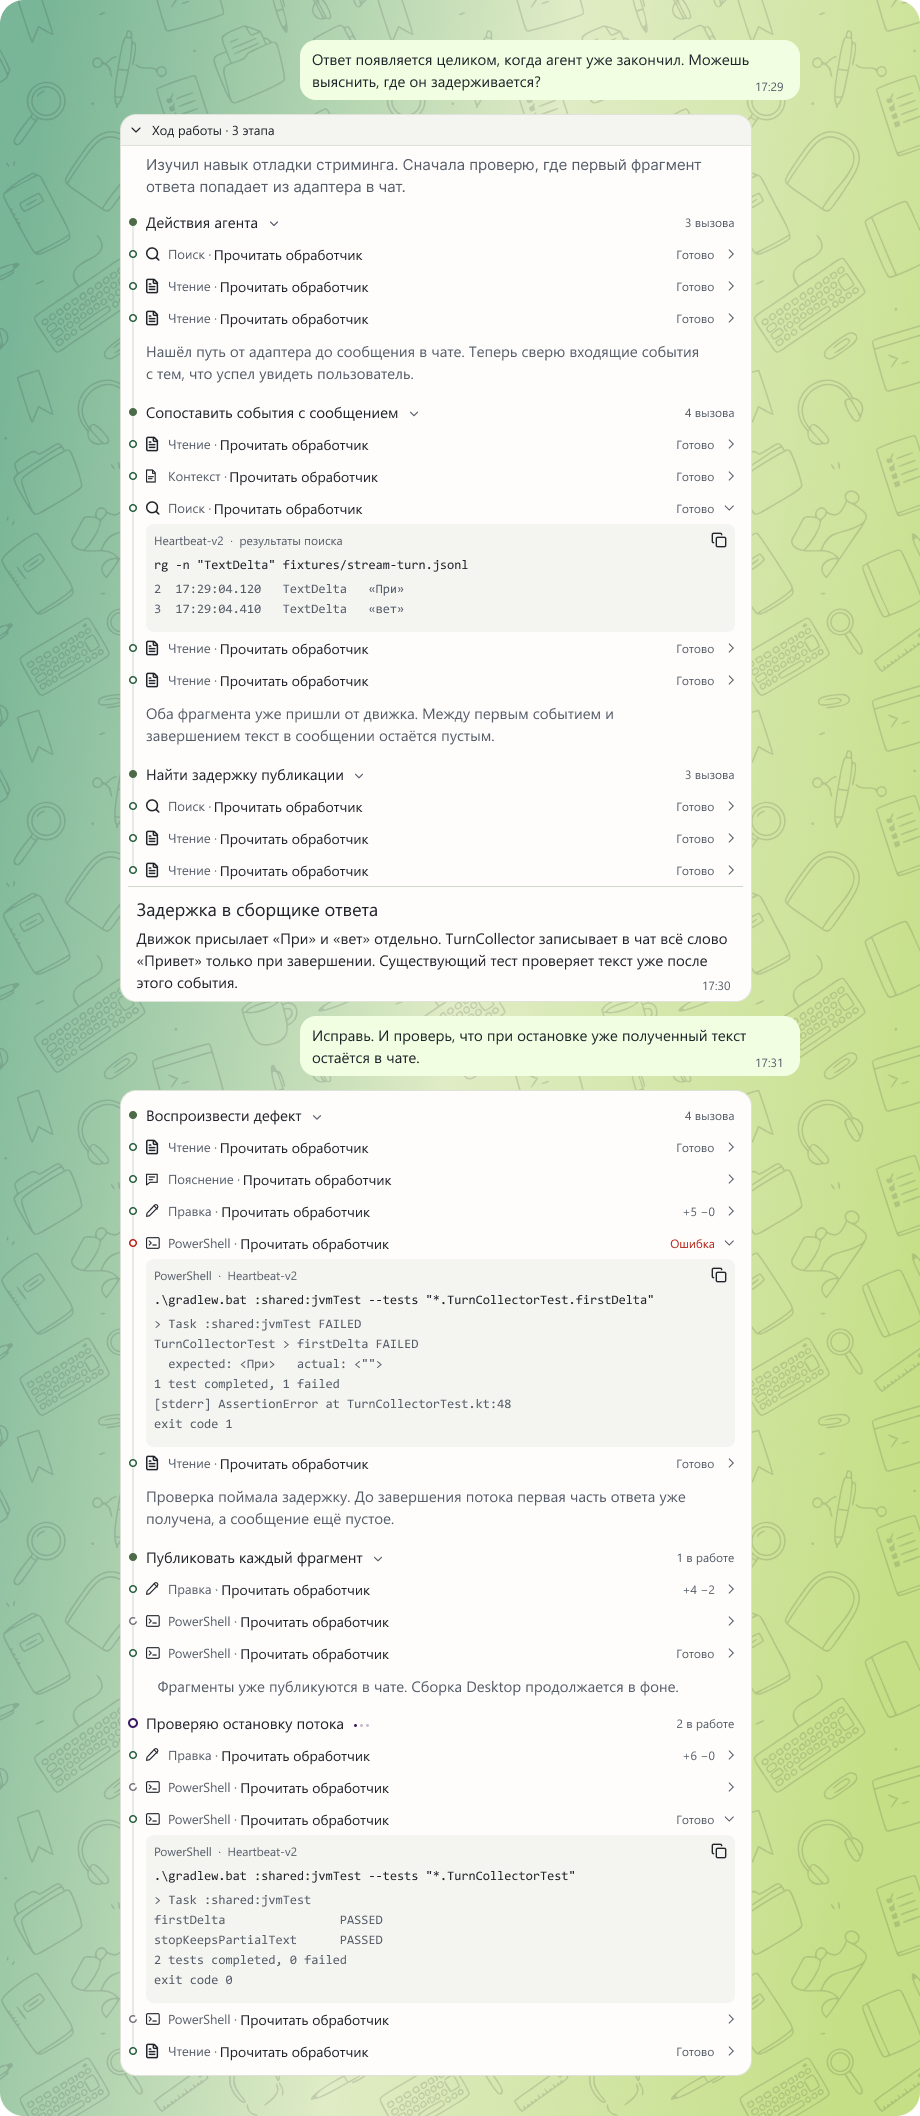 Ответ появляется целиком, когда агент уже закончил. Можешь
выяснить, где он задерживается?
17:29
Ход работы · 3 этапа
Изучил навык отладки стриминга. Сначала проверю, где первый фрагмент
ответа попадает из адаптера в чат.
Действия агента 3 вызова
Поиск · Прочитать обработчик Готово
Чтение · Прочитать обработчик Готово
Чтение · Прочитать обработчик Готово
Нашёл путь от адаптера до сообщения в чате. Теперь сверю входящие события
с тем, что успел увидеть пользователь.
Сопоставить события с сообщением 4 вызова
Чтение · Прочитать обработчик Готово
Контекст · Прочитать обработчик Готово
Поиск · Прочитать обработчик Готово
Heartbeat-v2 · результаты поиска
rg -n "TextDelta" fixtures/stream-turn.jsonl
2 17:29:04.120 TextDelta «При»
3 17:29:04.410 TextDelta «вет»
Чтение · Прочитать обработчик Готово
Чтение · Прочитать обработчик Готово
Оба фрагмента уже пришли от движка. Между первым событием и
завершением текст в сообщении остаётся пустым.
Найти задержку публикации 3 вызова
Поиск · Прочитать обработчик Готово
Чтение · Прочитать обработчик Готово
Чтение · Прочитать обработчик Готово
Задержка в сборщике ответа
Движок присылает «При» и «вет» отдельно. TurnCollector записывает в чат всё слово
«Привет» только при завершении. Существующий тест проверяет текст уже после
этого события.
17:30
Исправь. И проверь, что при остановке уже полученный текст
остаётся в чате.
17:31
Воспроизвести дефект 4 вызова
Чтение · Прочитать обработчик Готово
Пояснение · Прочитать обработчик
Правка · Прочитать обработчик +5 −0
PowerShell · Прочитать обработчик Ошибка
PowerShell · Heartbeat-v2
.\gradlew.bat :shared:jvmTest --tests "*.TurnCollectorTest.firstDelta"
> Task :shared:jvmTest FAILED
TurnCollectorTest > firstDelta FAILED
expected: <При> actual: <"">
1 test completed, 1 failed
[stderr] AssertionError at TurnCollectorTest.kt:48
exit code 1
Чтение · Прочитать обработчик Готово
Проверка поймала задержку. До завершения потока первая часть ответа уже
получена, а сообщение ещё пустое.
Публиковать каждый фрагмент 1 в работе
Правка · Прочитать обработчик +4 −2
PowerShell · Прочитать обработчик
PowerShell · Прочитать обработчик Готово
Фрагменты уже публикуются в чате. Сборка Desktop продолжается в фоне.
Проверяю остановку потока 2 в работе
Правка · Прочитать обработчик +6 −0
PowerShell · Прочитать обработчик
PowerShell · Прочитать обработчик Готово
PowerShell · Heartbeat-v2
.\gradlew.bat :shared:jvmTest --tests "*.TurnCollectorTest"
> Task :shared:jvmTest
firstDelta PASSED
stopKeepsPartialText PASSED
2 tests completed, 0 failed
exit code 0
PowerShell · Прочитать обработчик
Чтение · Прочитать обработчик Готово